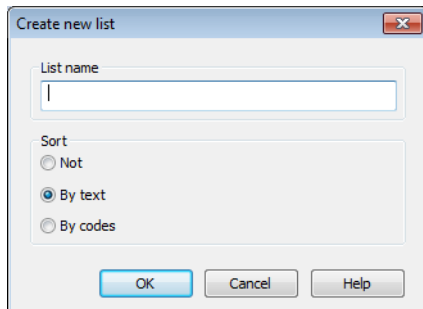 Create new list
List name
Sort
Not
By text
By codes
OK Cancel Help